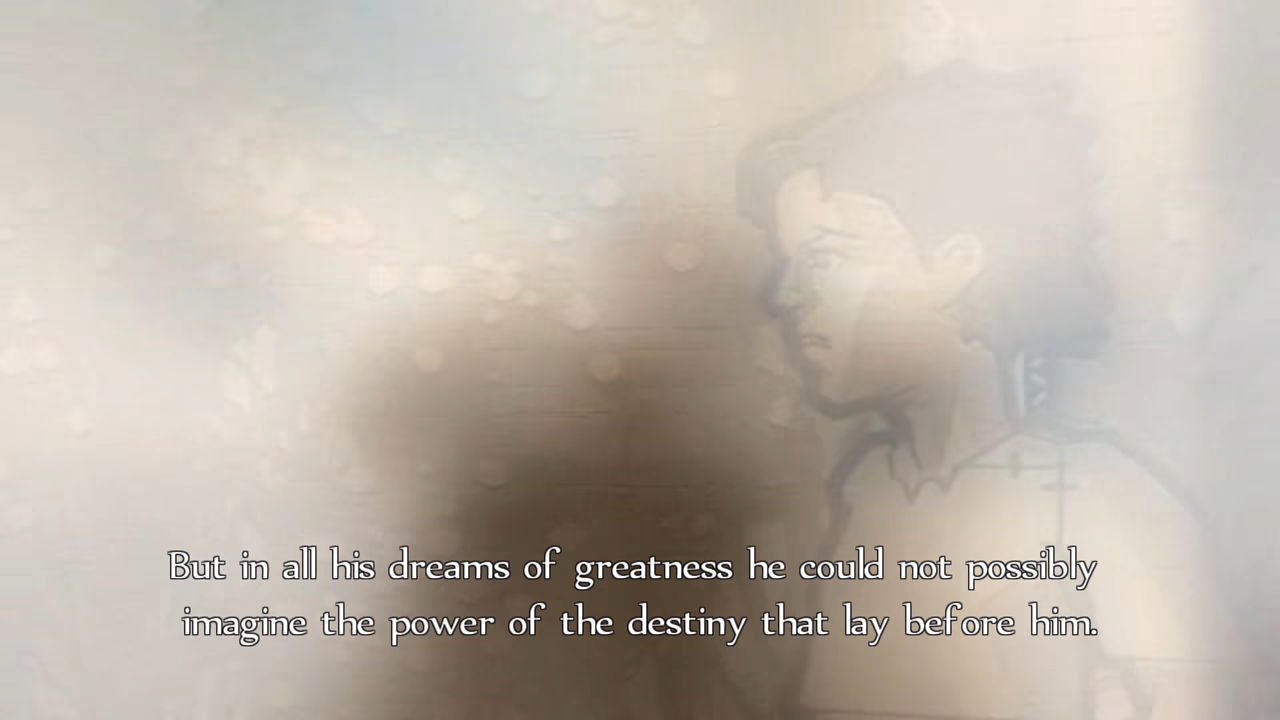 But in all his dreams of greatness he could not possibly
imagine the power of the destiny that lay before him.